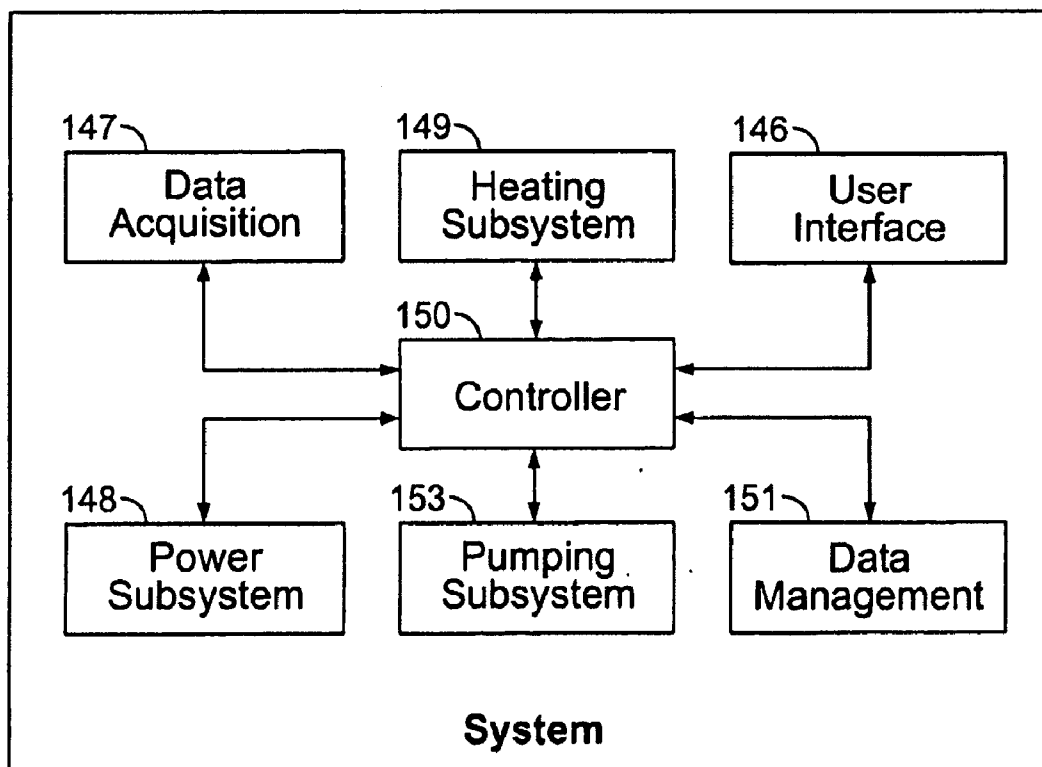 147
Data
Acquisition
149
Heating
Subsystem
146
User
Interface
150
Controller
148
Power
Subsystem
153
Pumping
Subsystem
151
Data
Management
System